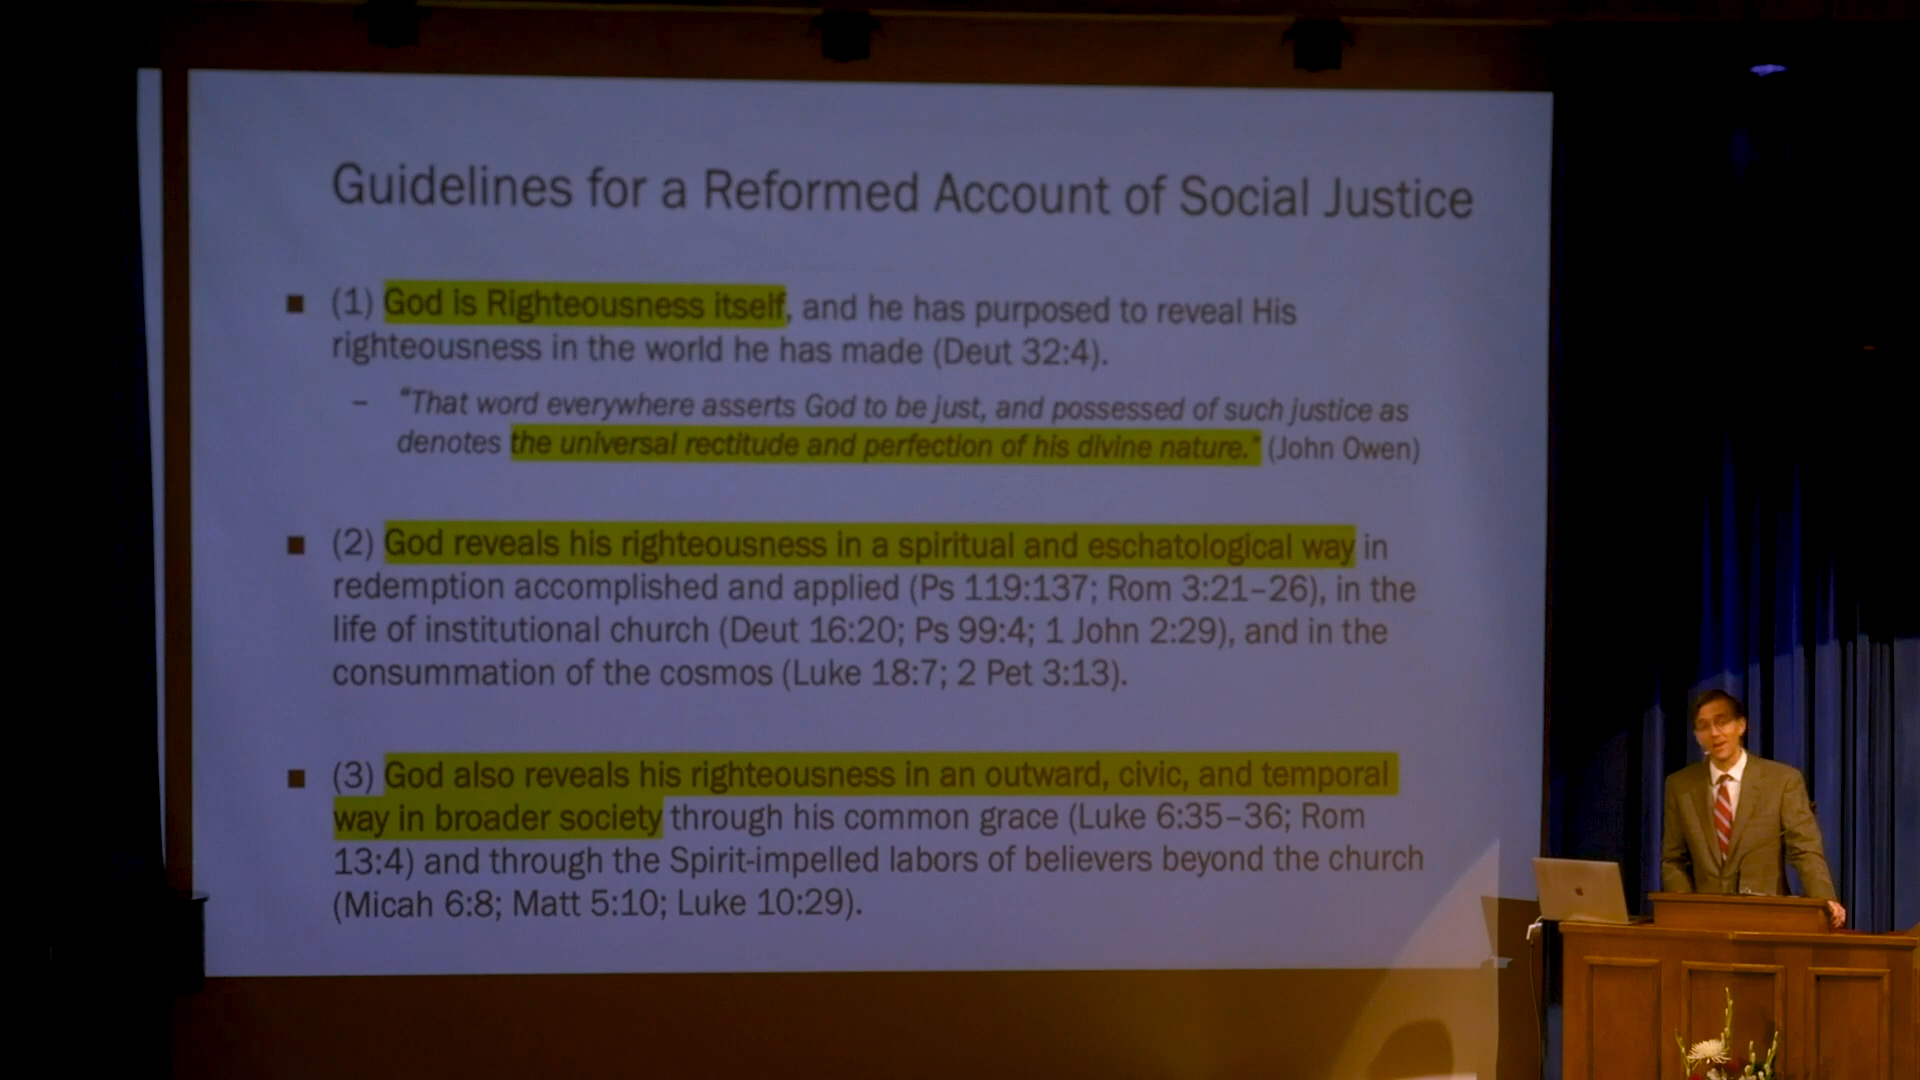 Guidelines for a Reformed Account of Social Justice
■ (1) God is Righteousness itself, and he has purposed to reveal His
righteousness in the world he has made (Deut 32:4).
– “That word everywhere asserts God to be just, and possessed of such justice as
denotes the universal rectitude and perfection of his divine nature.” (John Owen)
■ (2) God reveals his righteousness in a spiritual and eschatological way in
redemption accomplished and applied (Ps 119:137; Rom 3:21–26), in the
life of institutional church (Deut 16:20; Ps 99:4; 1 John 2:29), and in the
consummation of the cosmos (Luke 18:7; 2 Pet 3:13).
■ (3) God also reveals his righteousness in an outward, civic, and temporal
way in broader society through his common grace (Luke 6:35–36; Rom
13:4) and through the Spirit-impelled labors of believers beyond the church
(Micah 6:8; Matt 5:10; Luke 10:29).